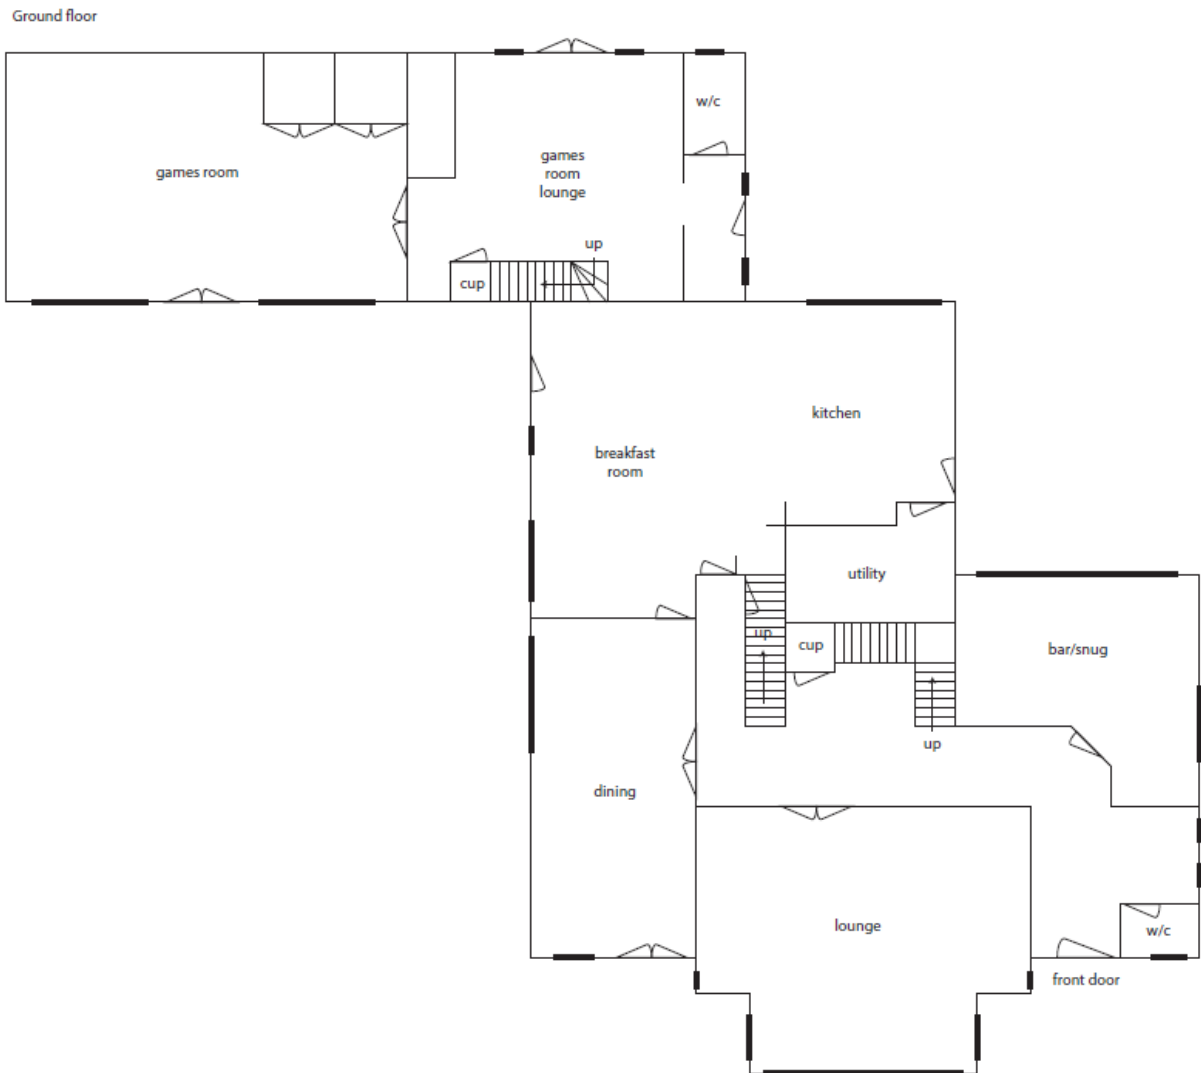 Ground floor
w/c
games
room
lounge
games room
up
cup
kitchen
breakfast
room
utility
up
cup
bar/snug
up
dining
lounge
w/c
front door